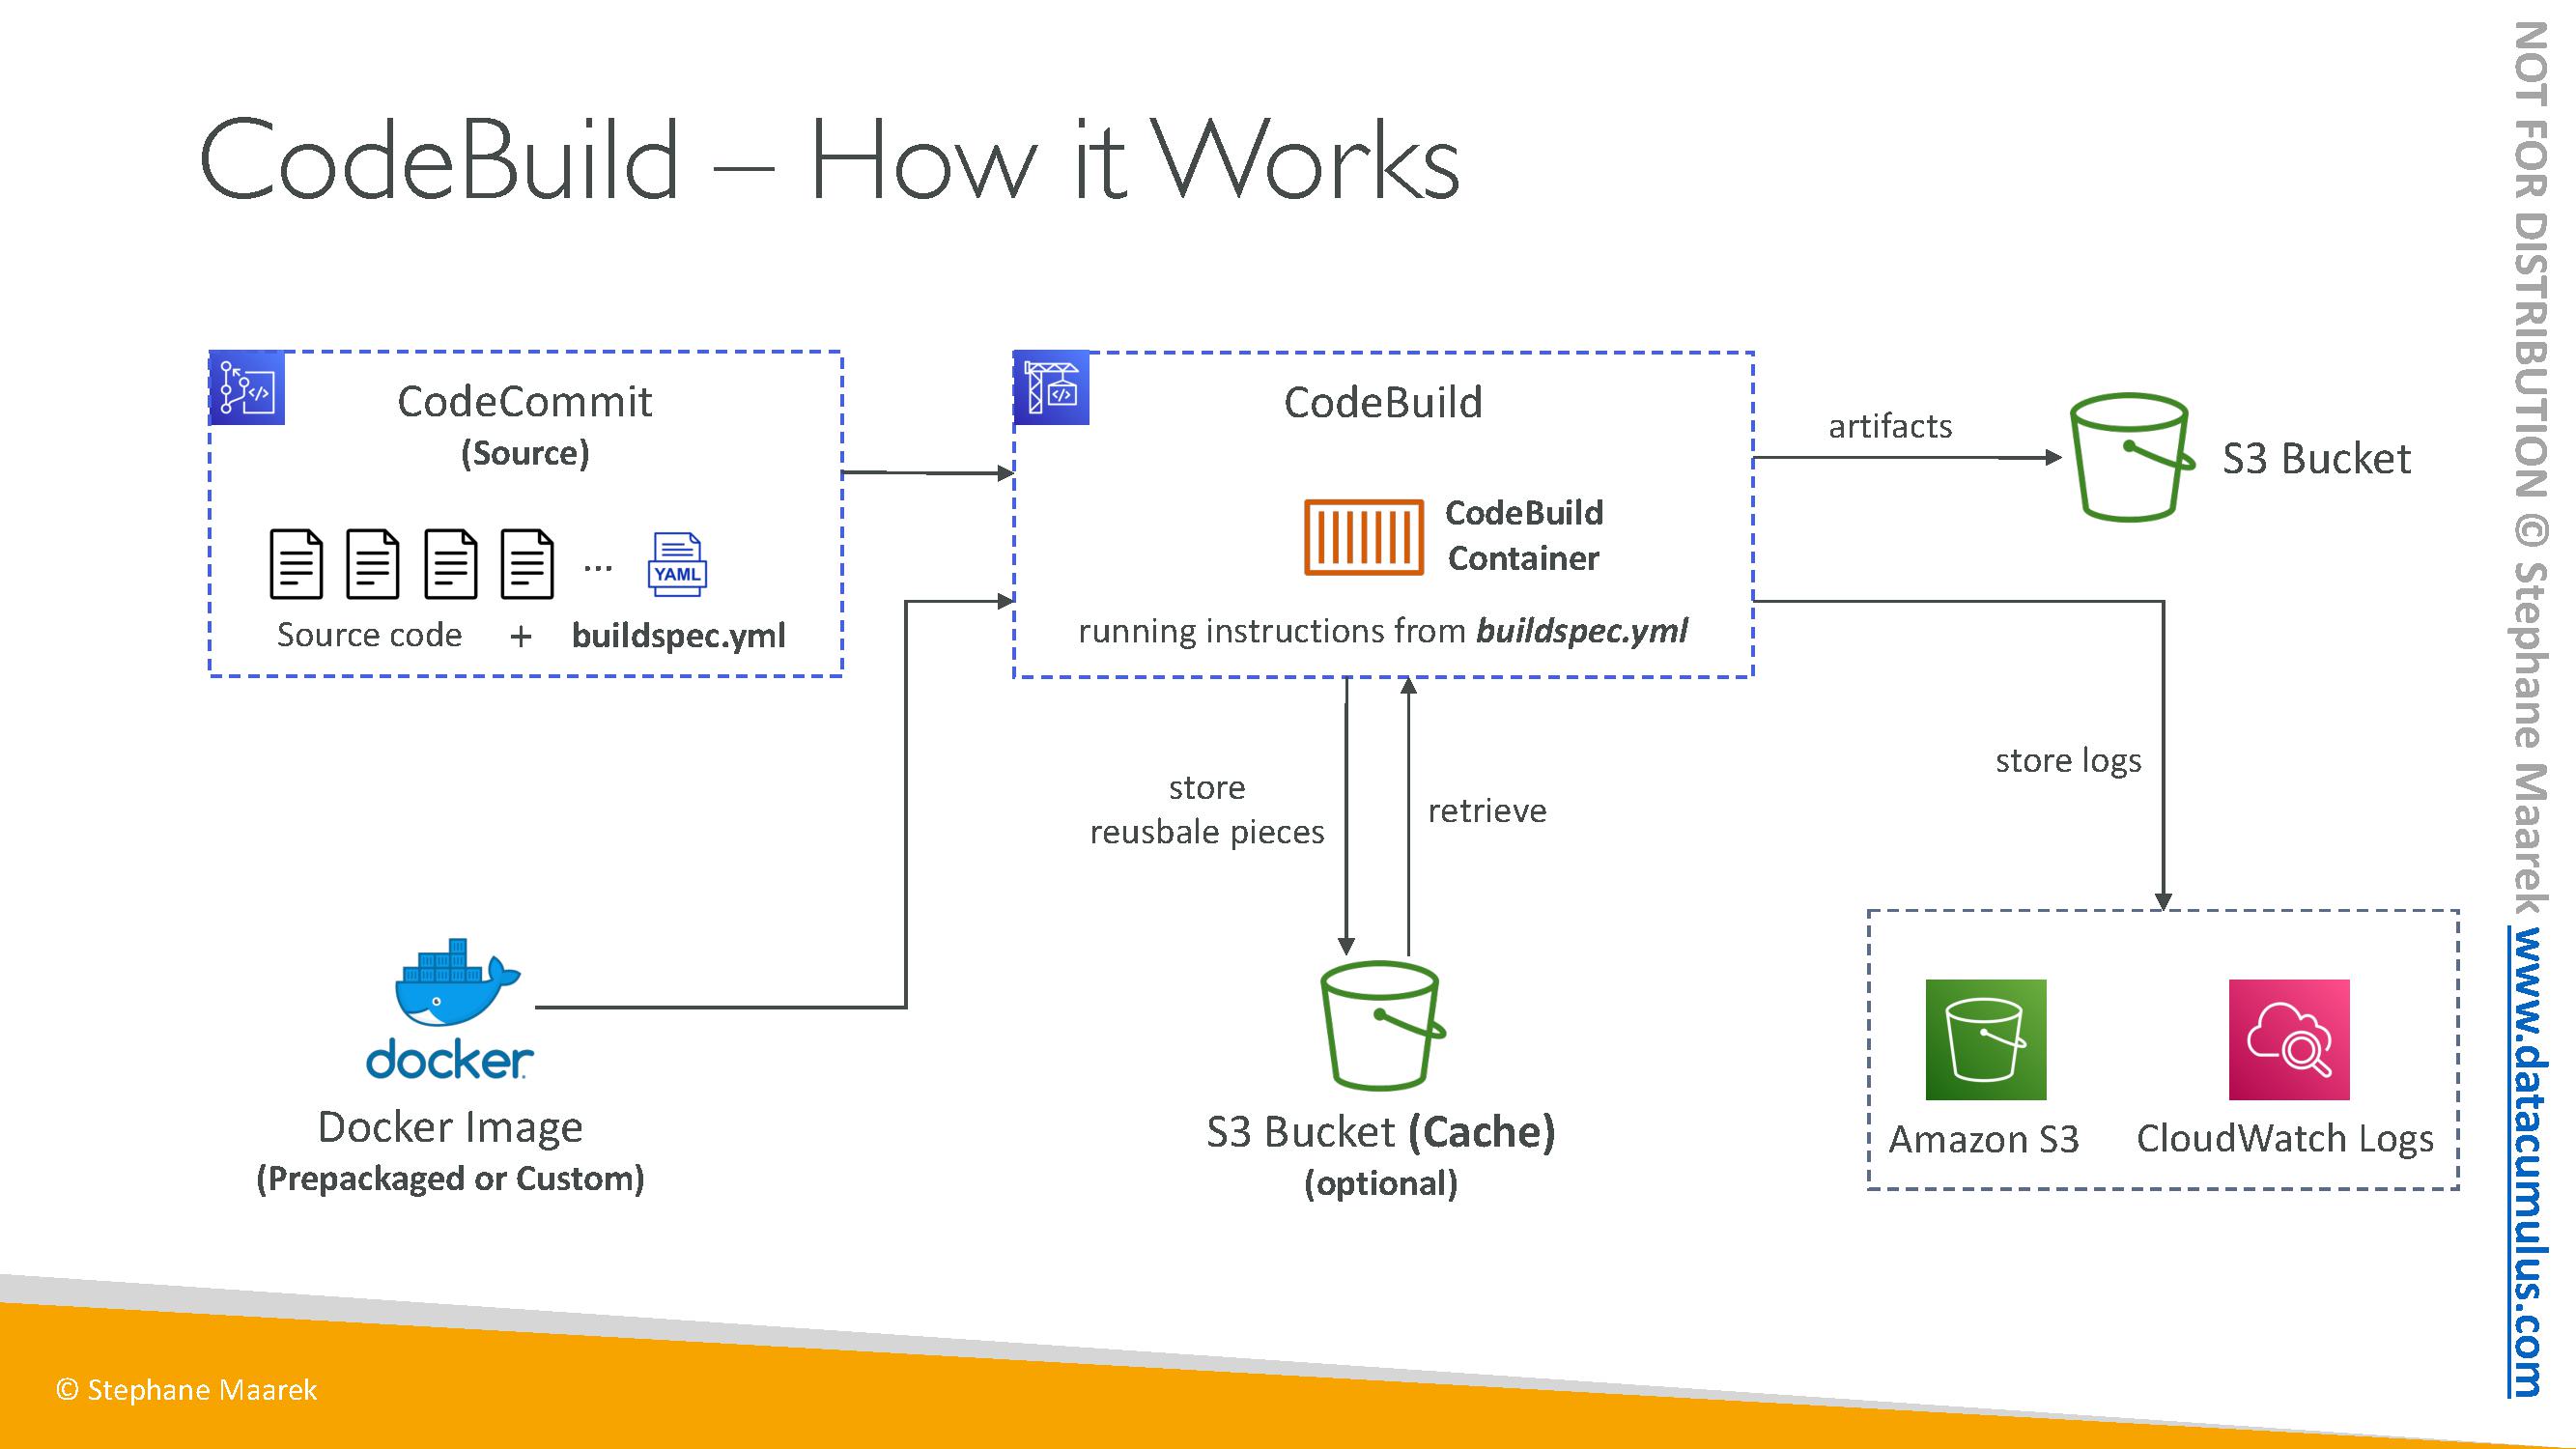 CodeBuild – How it Works
CodeCommit
(Source)
...
YAML
Source code + buildspec.yml
CodeBuild
CodeBuild
Container
running instructions from buildspec.yml
artifacts
S3 Bucket
store
reusbale pieces
retrieve
store logs
docker
Docker Image
(Prepackaged or Custom)
S3 Bucket (Cache)
(optional)
Amazon S3
CloudWatch Logs
© Stephane Maarek
NOT FOR DISTRIBUTION © Stephane Maarek www.datacumulus.com